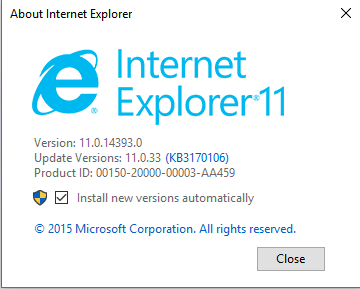 About Internet Explorer
Internet
Explorer®11
Version: 11.0.14393.0
Update Versions: 11.0.33 (KB3170106)
Product ID: 00150-20000-00003-AA459
Install new versions automatically
© 2015 Microsoft Corporation. All rights reserved.
Close